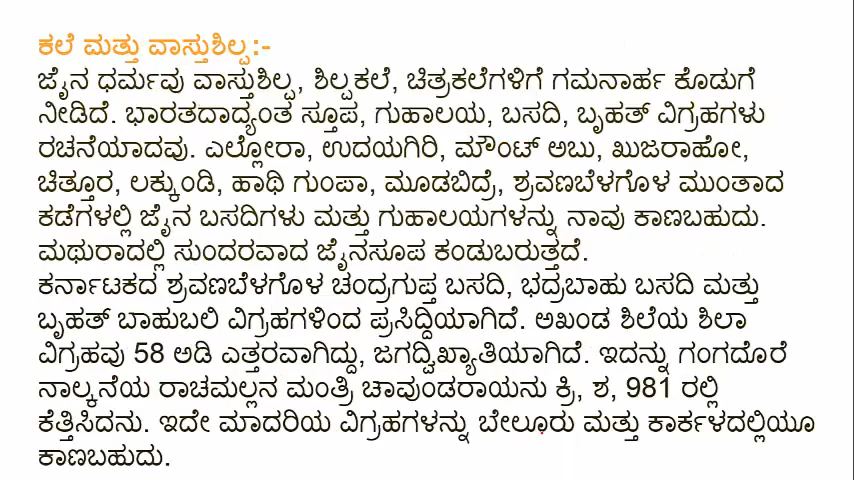 ಕಲೆ ಮತ್ತು ವಾಸ್ತುಶಿಲ್ಪ:-
ಜೈನ ಧರ್ಮವು ವಾಸ್ತುಶಿಲ್ಪ, ಶಿಲ್ಪಕಲೆ, ಚಿತ್ರಕಲೆಗಳಿಗೆ ಗಮನಾರ್ಹ ಕೊಡುಗೆ
ನೀಡಿದೆ. ಭಾರತದಾದ್ಯಂತ ಸ್ತೂಪ, ಗುಹಾಲಯ, ಬಸದಿ, ಬೃಹತ್ ವಿಗ್ರಹಗಳು
ರಚನೆಯಾದವು. ಎಲ್ಲೋರಾ, ಉದಯಗಿರಿ, ಮೌಂಟ್ ಅಬು, ಖುಜರಾಹೋ,
ಚಿತ್ತೂರ, ಲಕ್ಕುಂಡಿ, ಹಾಥಿ ಗುಂಪಾ, ಮೂಡಬಿದ್ರೆ, ಶ್ರವಣಬೆಳಗೊಳ ಮುಂತಾದ
ಕಡೆಗಳಲ್ಲಿ ಜೈನ ಬಸದಿಗಳು ಮತ್ತು ಗುಹಾಲಯಗಳನ್ನು ನಾವು ಕಾಣಬಹುದು.
ಮಥುರಾದಲ್ಲಿ ಸುಂದರವಾದ ಜೈನಸೂಪ ಕಂಡುಬರುತ್ತದೆ.
ಕರ್ನಾಟಕದ ಶ್ರವಣಬೆಳಗೊಳ ಚಂದ್ರಗುಪ್ತ ಬಸದಿ, ಭದ್ರಬಾಹು ಬಸದಿ ಮತ್ತು
ಬೃಹತ್ ಬಾಹುಬಲಿ ವಿಗ್ರಹಗಳಿಂದ ಪ್ರಸಿದ್ದಿಯಾಗಿದೆ. ಅಖಂಡ ಶಿಲೆಯ ಶಿಲಾ
ವಿಗ್ರಹವು 58 ಅಡಿ ಎತ್ತರವಾಗಿದ್ದು, ಜಗದ್ವಿಖ್ಯಾತಿಯಾಗಿದೆ. ಇದನ್ನು ಗಂಗದೊರೆ
ನಾಲ್ಕನೆಯ ರಾಚಮಲ್ಲನ ಮಂತ್ರಿ ಚಾವುಂಡರಾಯನು ಕ್ರಿ, ಶ, 981 ರಲ್ಲಿ
ಕೆತ್ತಿಸಿದನು. ಇದೇ ಮಾದರಿಯ ವಿಗ್ರಹಗಳನ್ನು ಬೇಲೂರು ಮತ್ತು ಕಾರ್ಕಳದಲ್ಲಿಯೂ
ಕಾಣಬಹುದು.